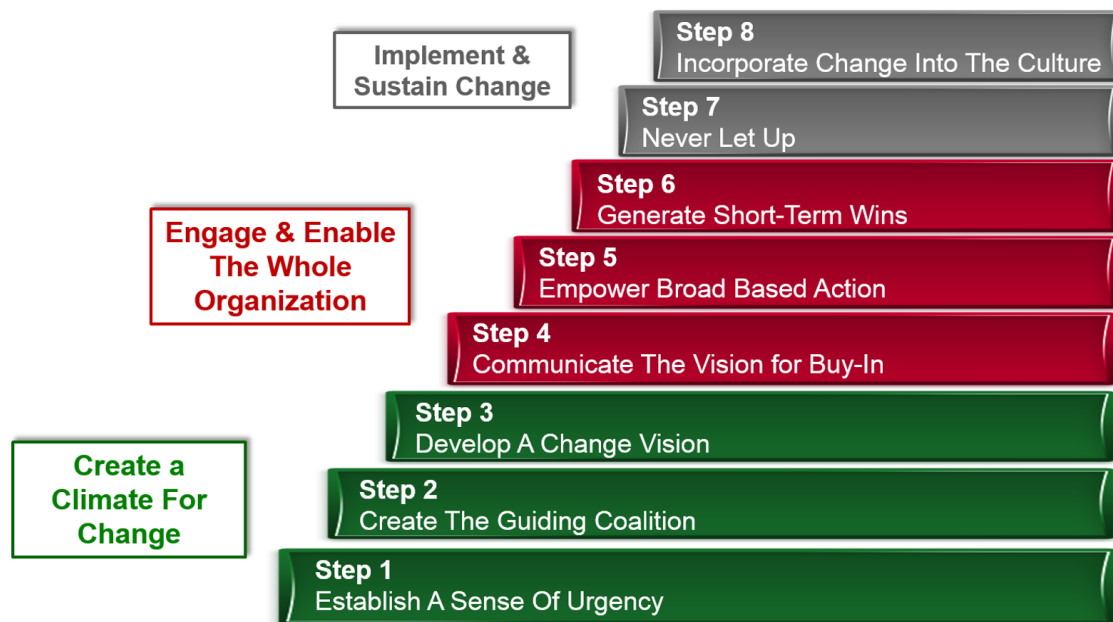 Implement &
Sustain Change
Step 8
Incorporate Change Into The Culture
Step 7
Never Let Up
Engage & Enable
The Whole
Organization
Step 6
Generate Short-Term Wins
Step 5
Empower Broad Based Action
Step 4
Communicate The Vision for Buy-In
Create a
Climate For
Change
Step 3
Develop A Change Vision
Step 2
Create The Guiding Coalition
Step 1
Establish A Sense Of Urgency